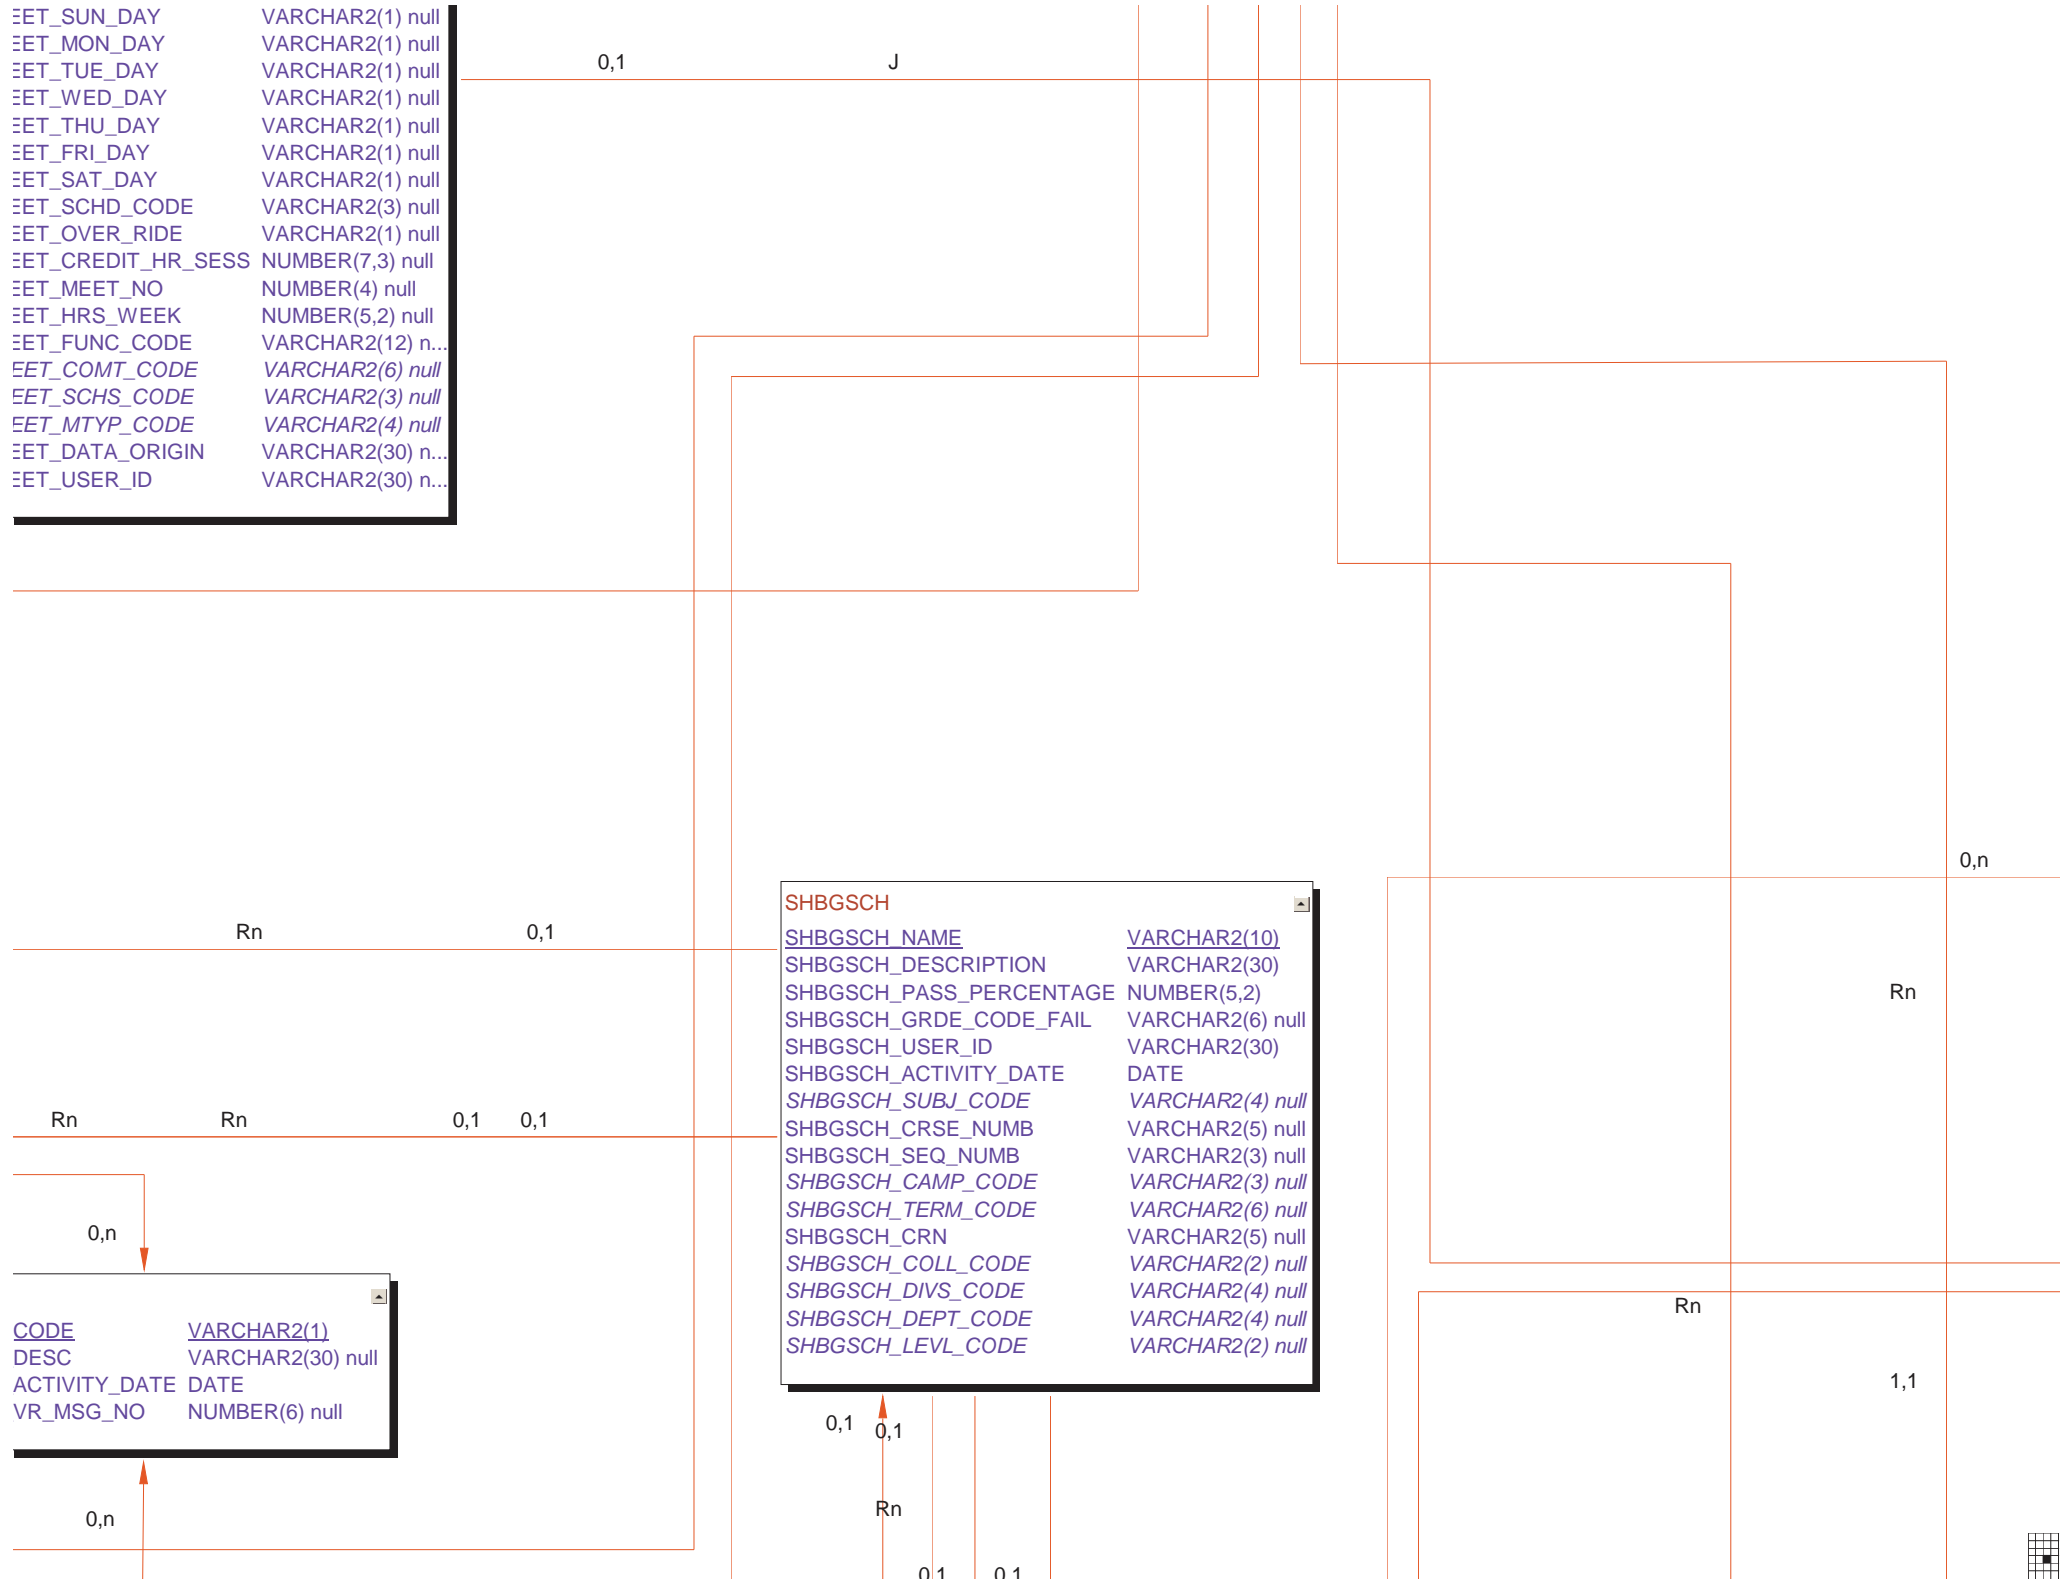 EET_SUN_DAY VARCHAR2(1) null
EET_MON_DAY VARCHAR2(1) null
EET_TUE_DAY VARCHAR2(1) null
EET_WED_DAY VARCHAR2(1) null
EET_THU_DAY VARCHAR2(1) null
EET_FRI_DAY VARCHAR2(1) null
EET_SAT_DAY VARCHAR2(1) null
EET_SCHD_CODE VARCHAR2(3) null
EET_OVER_RIDE VARCHAR2(1) null
EET_CREDIT_HR_SESS NUMBER(7,3) null
EET_MEET_NO NUMBER(4) null
EET_HRS_WEEK NUMBER(5,2) null
EET_FUNC_CODE VARCHAR2(12) n...
EET_COMT_CODE VARCHAR2(6) null
EET_SCHS_CODE VARCHAR2(3) null
EET_MTYP_CODE VARCHAR2(4) null
EET_DATA_ORIGIN VARCHAR2(30) n...
EET_USER_ID VARCHAR2(30) n...
0,1 J
0,n
Rn 0,1
Rn
Rn Rn 0,1 0,1
0,n
SHBGSCH
SHBGSCH_NAME VARCHAR2(10)
SHBGSCH_DESCRIPTION VARCHAR2(30)
SHBGSCH_PASS_PERCENTAGE NUMBER(5,2)
SHBGSCH_GRDE_CODE_FAIL VARCHAR2(6) null
SHBGSCH_USER_ID VARCHAR2(30)
SHBGSCH_ACTIVITY_DATE DATE
SHBGSCH_SUBJ_CODE VARCHAR2(4) null
SHBGSCH_CRSE_NUMB VARCHAR2(5) null
SHBGSCH_SEQ_NUMB VARCHAR2(3) null
SHBGSCH_CAMP_CODE VARCHAR2(3) null
SHBGSCH_TERM_CODE VARCHAR2(6) null
SHBGSCH_CRN VARCHAR2(5) null
SHBGSCH_COLL_CODE VARCHAR2(2) null
SHBGSCH_DIVS_CODE VARCHAR2(4) null
SHBGSCH_DEPT_CODE VARCHAR2(4) null
SHBGSCH_LEVL_CODE VARCHAR2(2) null
CODE VARCHAR2(1)
DESC VARCHAR2(30) null
ACTIVITY_DATE DATE
VR_MSG_NO NUMBER(6) null
Rn
1,1
0,1 0,1
Rn
0,n
0,1 0,1